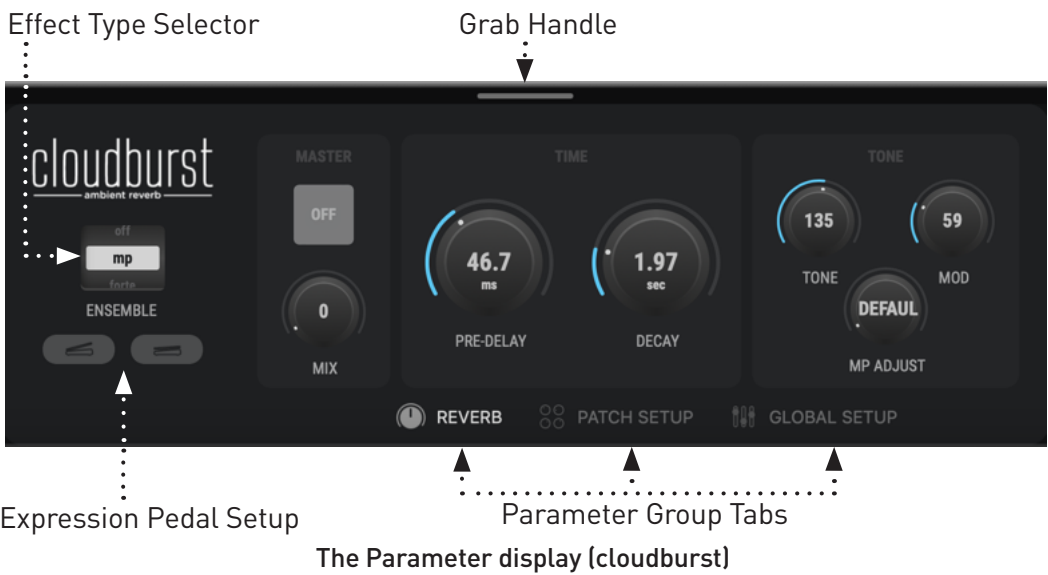 Effect Type Selector
Grab Handle
cloudburst
ambient reverb
off
mp
forte
ENSEMBLE
MASTER
OFF
0
MIX
TIME
46.7
ms
PRE-DELAY
1.97
sec
DECAY
TONE
135
TONE
59
MOD
DEFAUL
MP ADJUST
REVERB
PATCH SETUP
GLOBAL SETUP
Expression Pedal Setup
Parameter Group Tabs
The Parameter display (cloudburst)